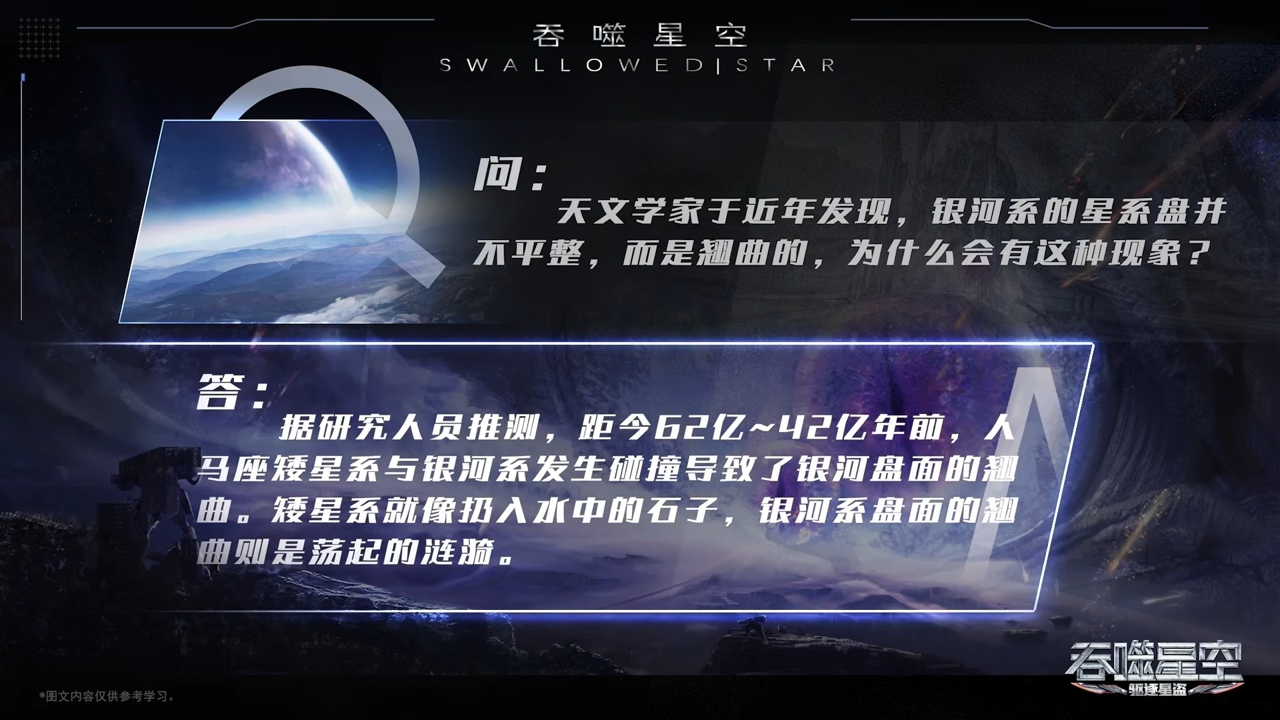 吞噬星空
SWALLOWED|STAR
问：
天文学家于近年发现，银河系的星系盘并
不平整，而是翘曲的，为什么会有这种现象？
答：
据研究人员推测，距今62亿~42亿年前，人
马座矮星系与银河系发生碰撞导致了银河盘面的翘
曲。矮星系就像扔入水中的石子，银河系盘面的翘
曲则是荡起的涟漪。
吞噬星空
驱逐星盗
*图文内容仅供参考学习。